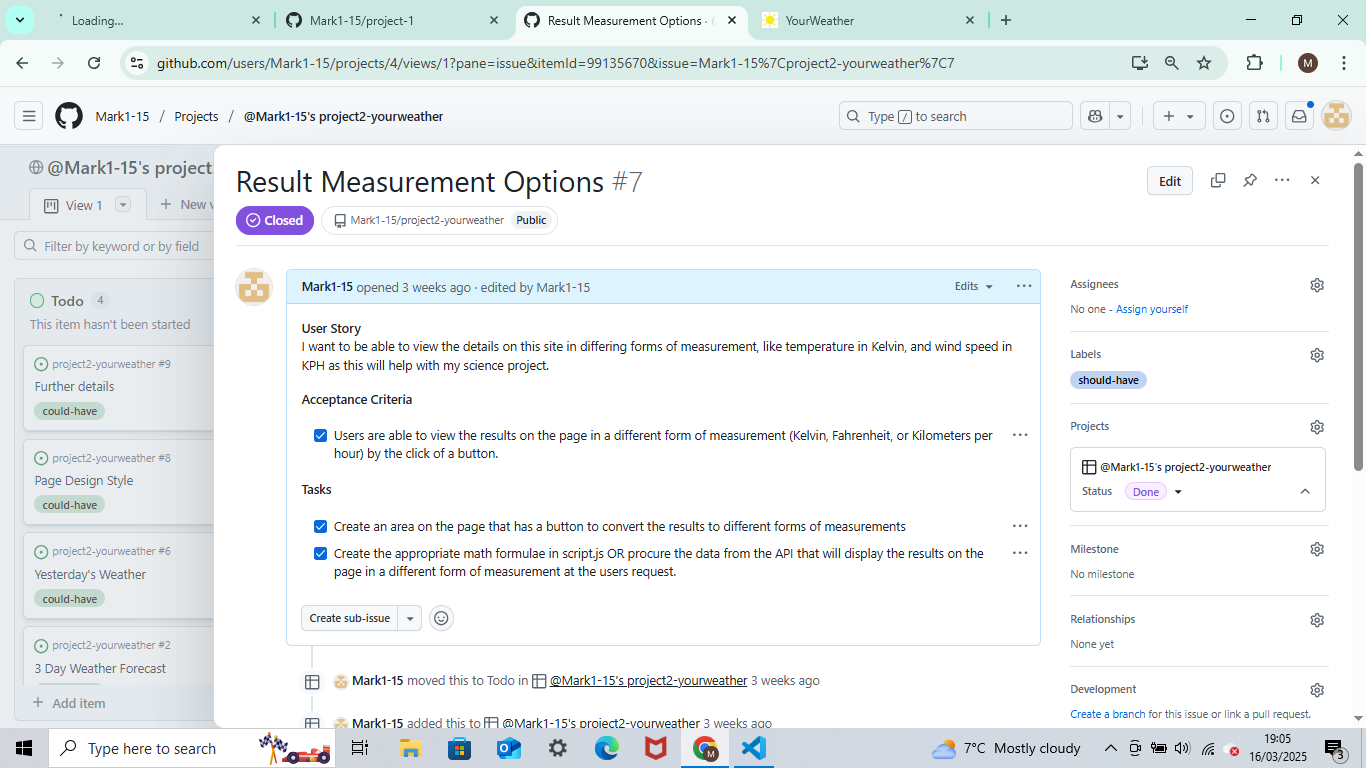 Loading...
Mark1-15/project-1
Result Measurement Options ·
YourWeather
github.com/users/Mark1-15/projects/4/views/1?pane=issue&itemId=99135670&issue=Mark1-15%7Cproject2-yourweather%7C7
M
Mark1-15 / Projects / @Mark1-15's project2-yourweather
Type / to search
@Mark1-15's project
View 1
New v
Filter by keyword or by field
Todo 4
This item hasn't been started
project2-yourweather #9
Further details
could-have
project2-yourweather #8
Page Design Style
could-have
project2-yourweather #6
Yesterday's Weather
could-have
project2-yourweather #2
3 Day Weather Forecast
Add item
Result Measurement Options #7
Edit
Closed
Mark1-15/project2-yourweather Public
Mark1-15 opened 3 weeks ago · edited by Mark1-15
Edits
User Story
I want to be able to view the details on this site in differing forms of measurement, like temperature in Kelvin, and wind speed in
KPH as this will help with my science project.
Acceptance Criteria
Users are able to view the results on the page in a different form of measurement (Kelvin, Fahrenheit, or Kilometers per
hour) by the click of a button.
Tasks
Create an area on the page that has a button to convert the results to different forms of measurements
Create the appropriate math formulae in script.js OR procure the data from the API that will display the results on the
page in a different form of measurement at the users request.
Create sub-issue
Mark1-15 moved this to Todo in @Mark1-15's project2-yourweather 3 weeks ago
Mark1-15 added this to @Mark1-15's project2-yourweather 3 weeks ago
Assignees
No one - Assign yourself
Labels
should-have
Projects
@Mark1-15's project2-yourweather
Status Done
Milestone
No milestone
Relationships
None yet
Development
Create a branch for this issue or link a pull request.
Type here to search
M
7°C Mostly cloudy
19:05
16/03/2025
3